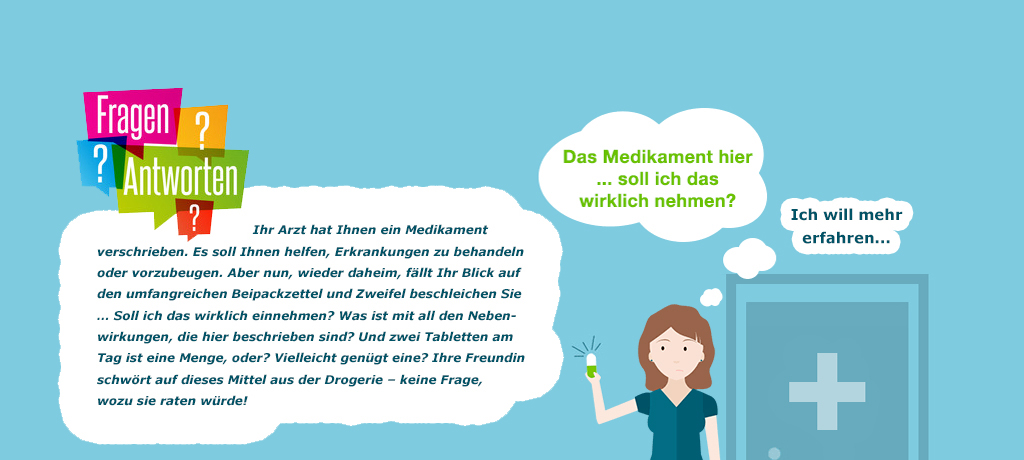 Fragen
?
?
Antworten
?
Ihr Arzt hat Ihnen ein Medikament
verschrieben. Es soll Ihnen helfen, Erkrankungen zu behandeln
oder vorzubeugen. Aber nun, wieder daheim, fällt Ihr Blick auf
den umfangreichen Beipackzettel und Zweifel beschleichen Sie
... Soll ich das wirklich einnehmen? Was ist mit all den Neben-
wirkungen, die hier beschrieben sind? Und zwei Tabletten am
Tag ist eine Menge, oder? Vielleicht genügt eine? Ihre Freundin
schwört auf dieses Mittel aus der Drogerie – keine Frage,
wozu sie raten würde!
Das Medikament hier
... soll ich das
wirklich nehmen?
Ich will mehr
erfahren...